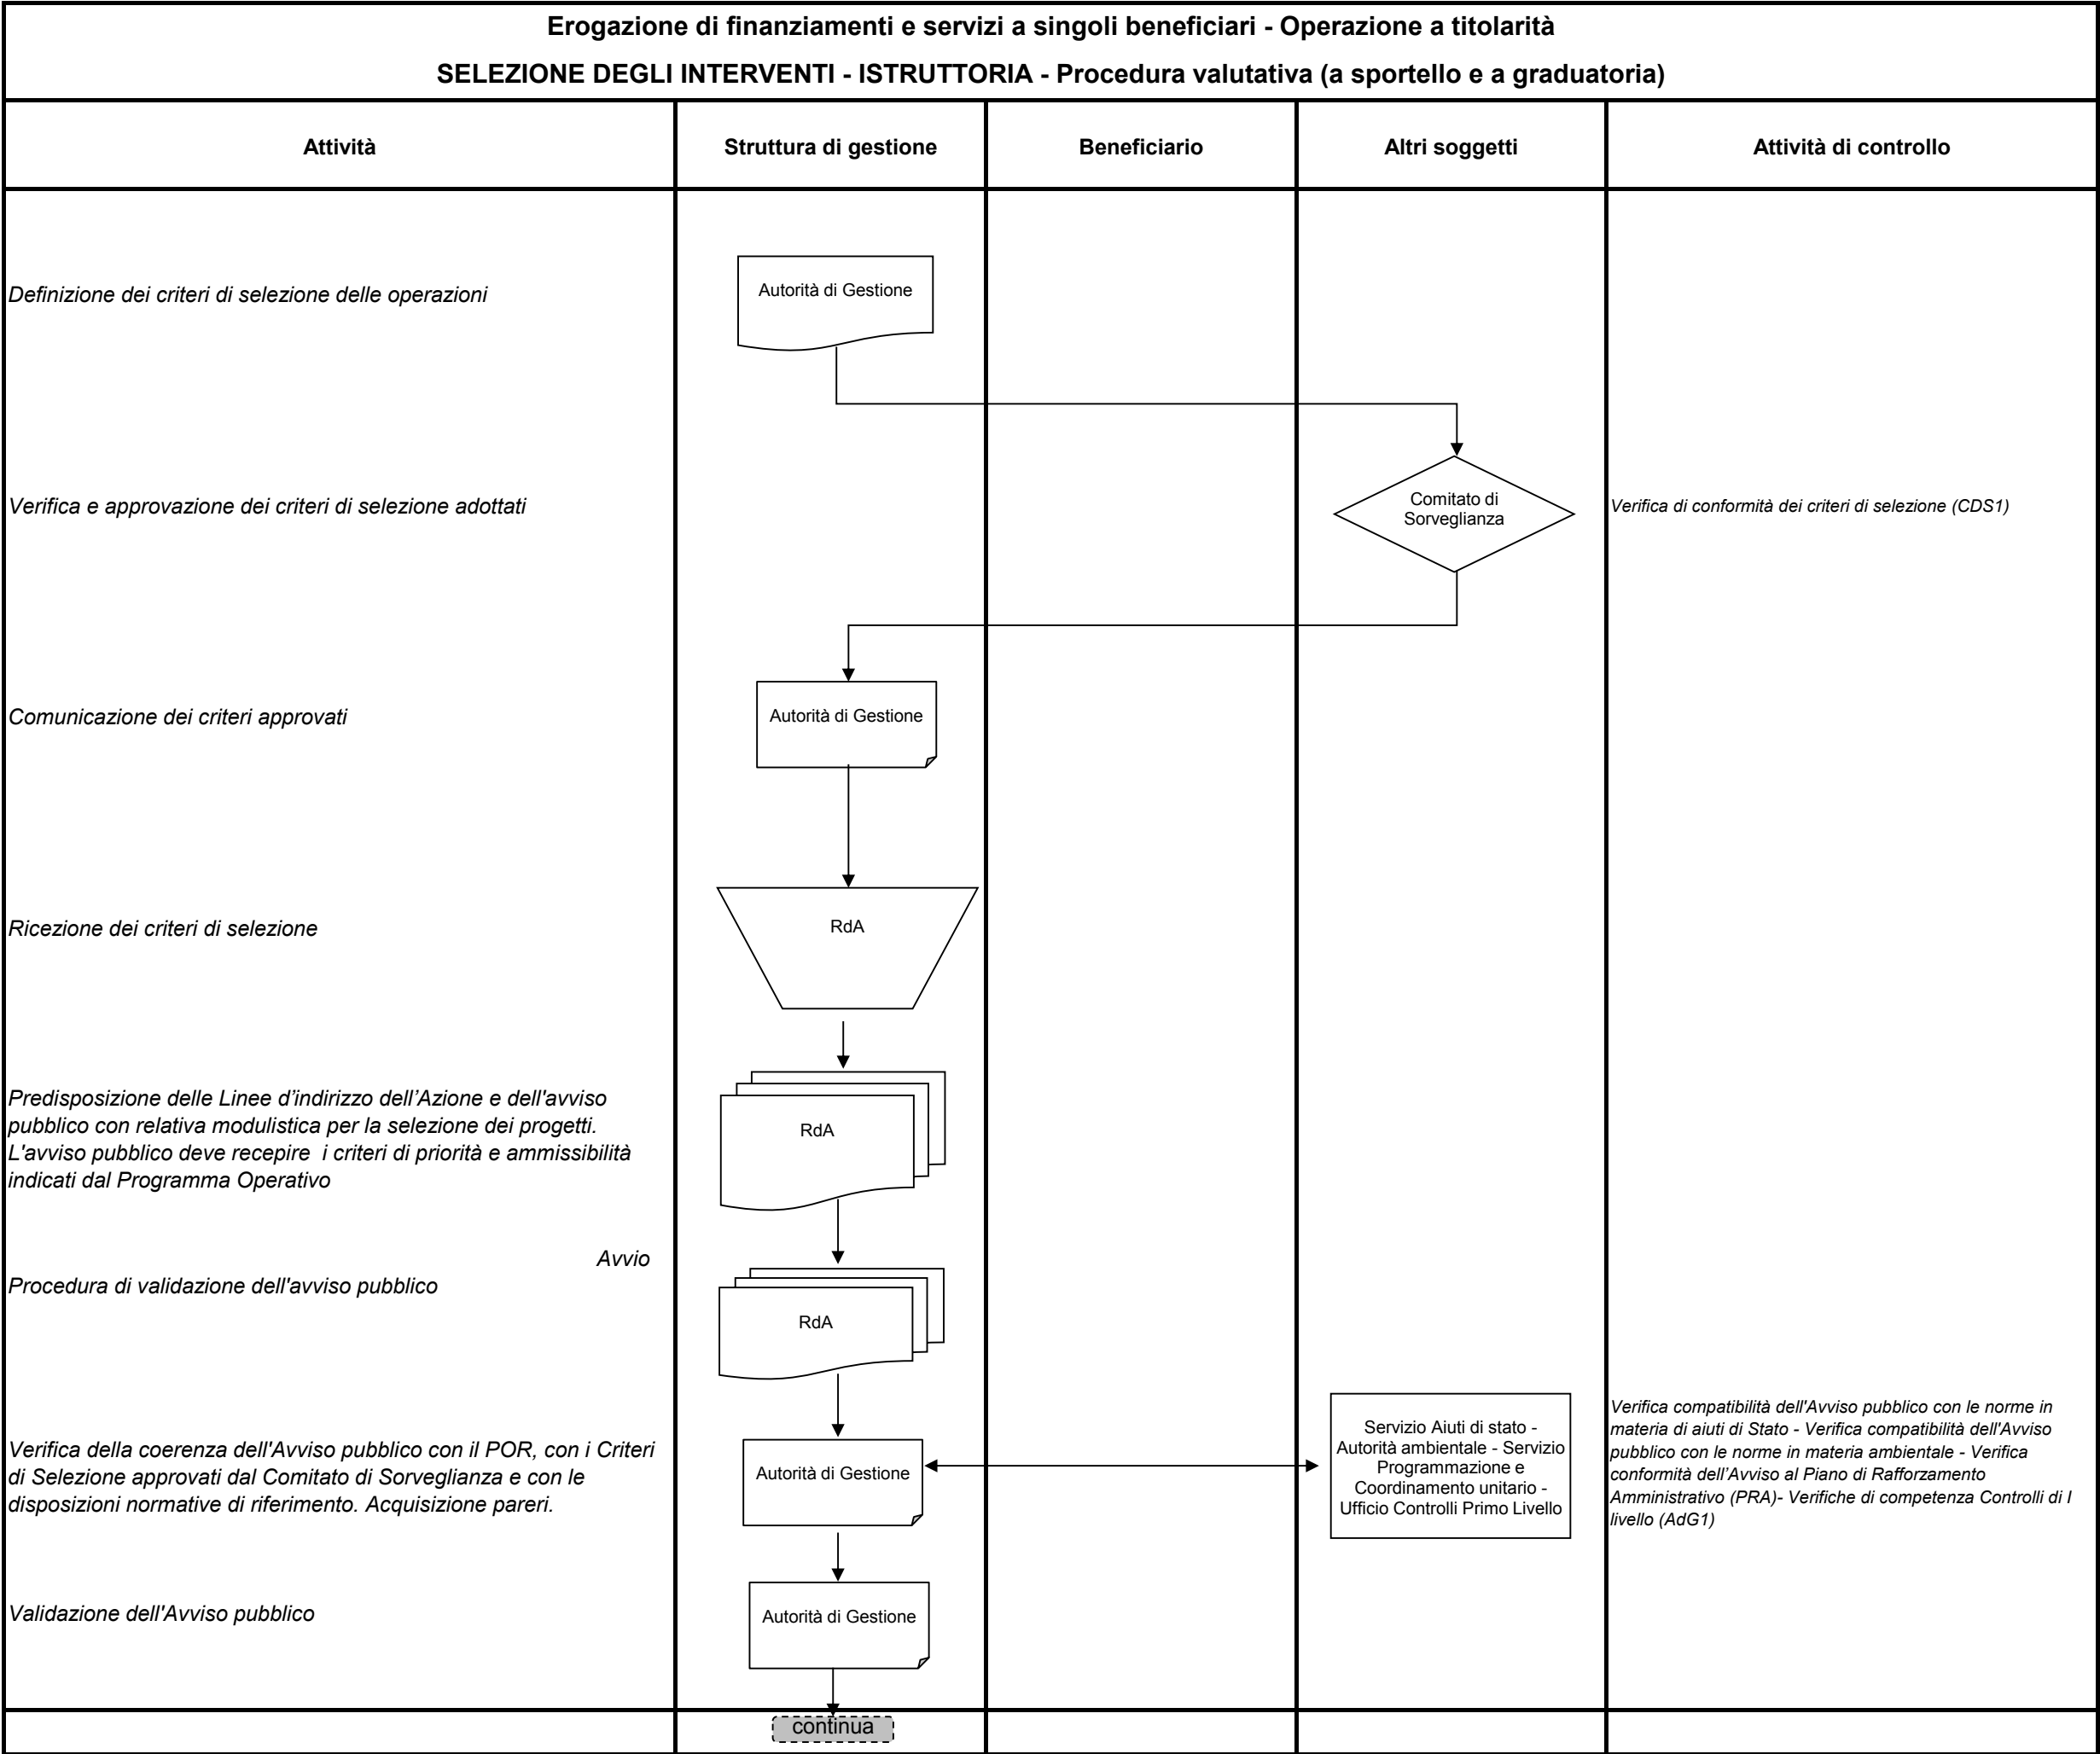 Erogazione di finanziamenti e servizi a singoli beneficiari - Operazione a titolarità
SELEZIONE DEGLI INTERVENTI - ISTRUTTORIA - Procedura valutativa (a sportello e a graduatoria)
Attività
Struttura di gestione
Beneficiario
Altri soggetti
Attività di controllo
Definizione dei criteri di selezione delle operazioni
Autorità di Gestione
Verifica e approvazione dei criteri di selezione adottati
Comitato di
Sorveglianza
Verifica di conformità dei criteri di selezione (CDS1)
Comunicazione dei criteri approvati
Autorità di Gestione
Ricezione dei criteri di selezione
RdA
Predisposizione delle Linee d’indirizzo dell’Azione e dell'avviso
pubblico con relativa modulistica per la selezione dei progetti.
L'avviso pubblico deve recepire  i criteri di priorità e ammissibilità
indicati dal Programma Operativo
RdA
Avvio
Procedura di validazione dell'avviso pubblico
RdA
Verifica della coerenza dell'Avviso pubblico con il POR, con i Criteri
di Selezione approvati dal Comitato di Sorveglianza e con le
disposizioni normative di riferimento. Acquisizione pareri.
Autorità di Gestione
Servizio Aiuti di stato -
Autorità ambientale - Servizio
Programmazione e
Coordinamento unitario -
Ufficio Controlli Primo Livello
Verifica compatibilità dell'Avviso pubblico con le norme in
materia di aiuti di Stato - Verifica compatibilità dell'Avviso
pubblico con le norme in materia ambientale - Verifica
conformità dell’Avviso al Piano di Rafforzamento
Amministrativo (PRA)- Verifiche di competenza Controlli di I
livello (AdG1)
Validazione dell'Avviso pubblico
Autorità di Gestione
continua